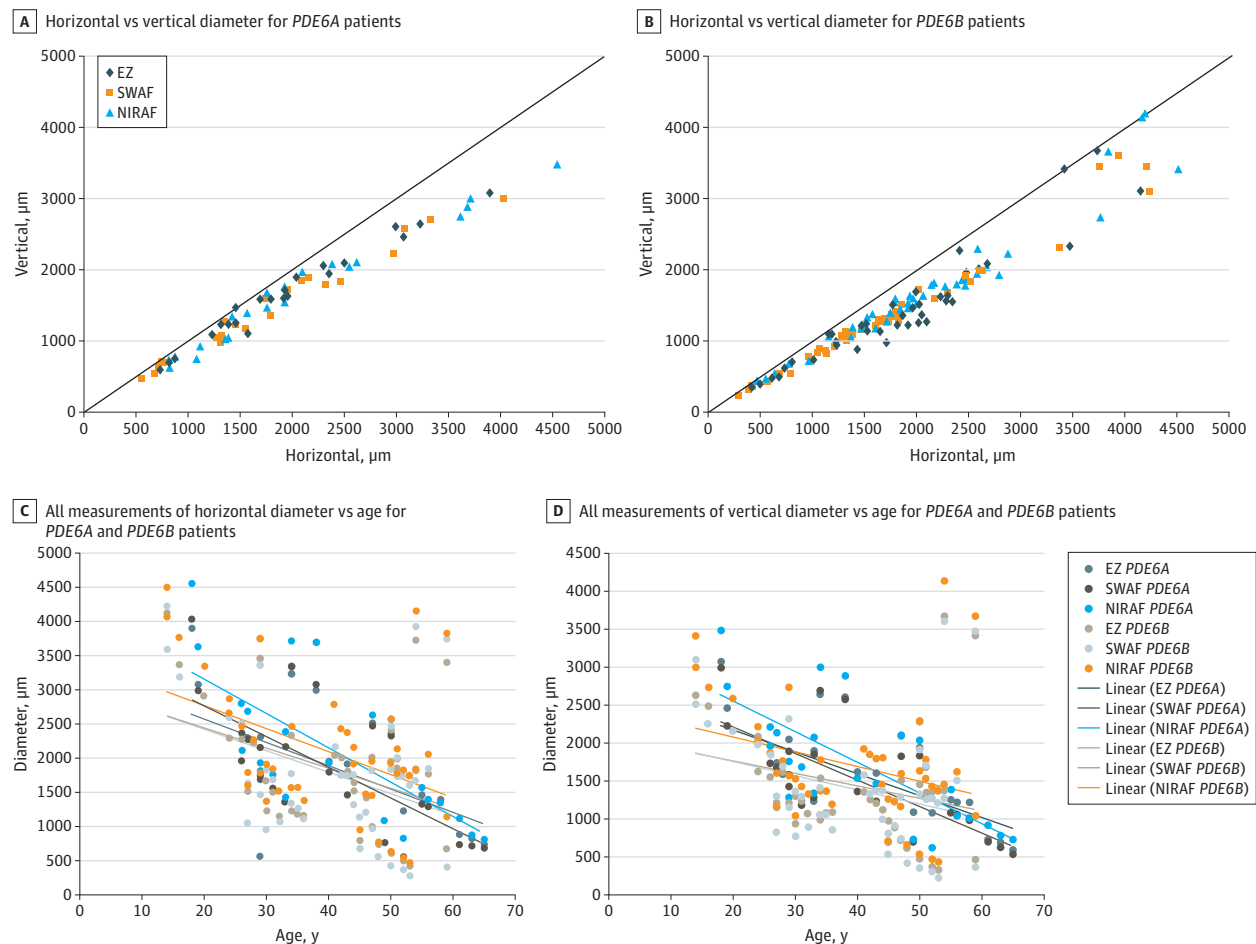 A Horizontal vs vertical diameter for PDE6A patients
5000
4000
3000
2000
1000
0
Vertical, µm
EZ
SWAF
NIRAF
0 500 1000 1500 2000 2500 3000 3500 4000 4500 5000
Horizontal, µm
B Horizontal vs vertical diameter for PDE6B patients
5000
4000
3000
2000
1000
0
Vertical, µm
0 500 1000 1500 2000 2500 3000 3500 4000 4500 5000
Horizontal, µm
C All measurements of horizontal diameter vs age for
PDE6A and PDE6B patients
5000
4500
4000
3500
3000
2500
2000
1500
1000
500
0
Diameter, µm
10 20 30 40 50 60 70
Age, y
D All measurements of vertical diameter vs age for PDE6A and PDE6B patients
4500
4000
3500
3000
2500
2000
1500
1000
500
0
Diameter, µm
10 20 30 40 50 60 70
Age, y
EZ PDE6A
SWAF PDE6A
NIRAF PDE6A
EZ PDE6B
SWAF PDE6B
NIRAF PDE6B
Linear (EZ PDE6A)
Linear (SWAF PDE6A)
Linear (NIRAF PDE6A)
Linear (EZ PDE6B)
Linear (SWAF PDE6B)
Linear (NIRAF PDE6B)